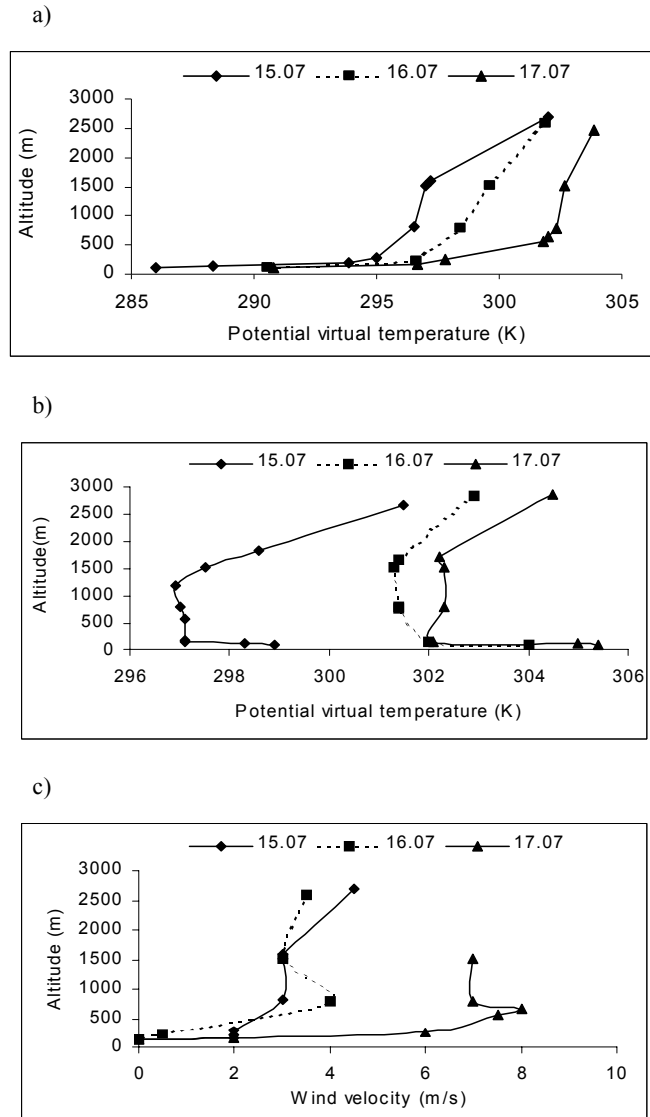 a)
15.07 16.07 17.07
3000
2500
2000
1500
1000
500
0
Altitude (m)
285 290 295 300 305
Potential virtual temperature (K)
b)
15.07 16.07 17.07
3000
2500
2000
1500
1000
500
0
Altitude(m)
296 298 300 302 304 306
Potential virtual temperature (K)
c)
15.07 16.07 17.07
3000
2500
2000
1500
1000
500
0
Altitude (m)
0 2 4 6 8 10
Wind velocity (m/s)